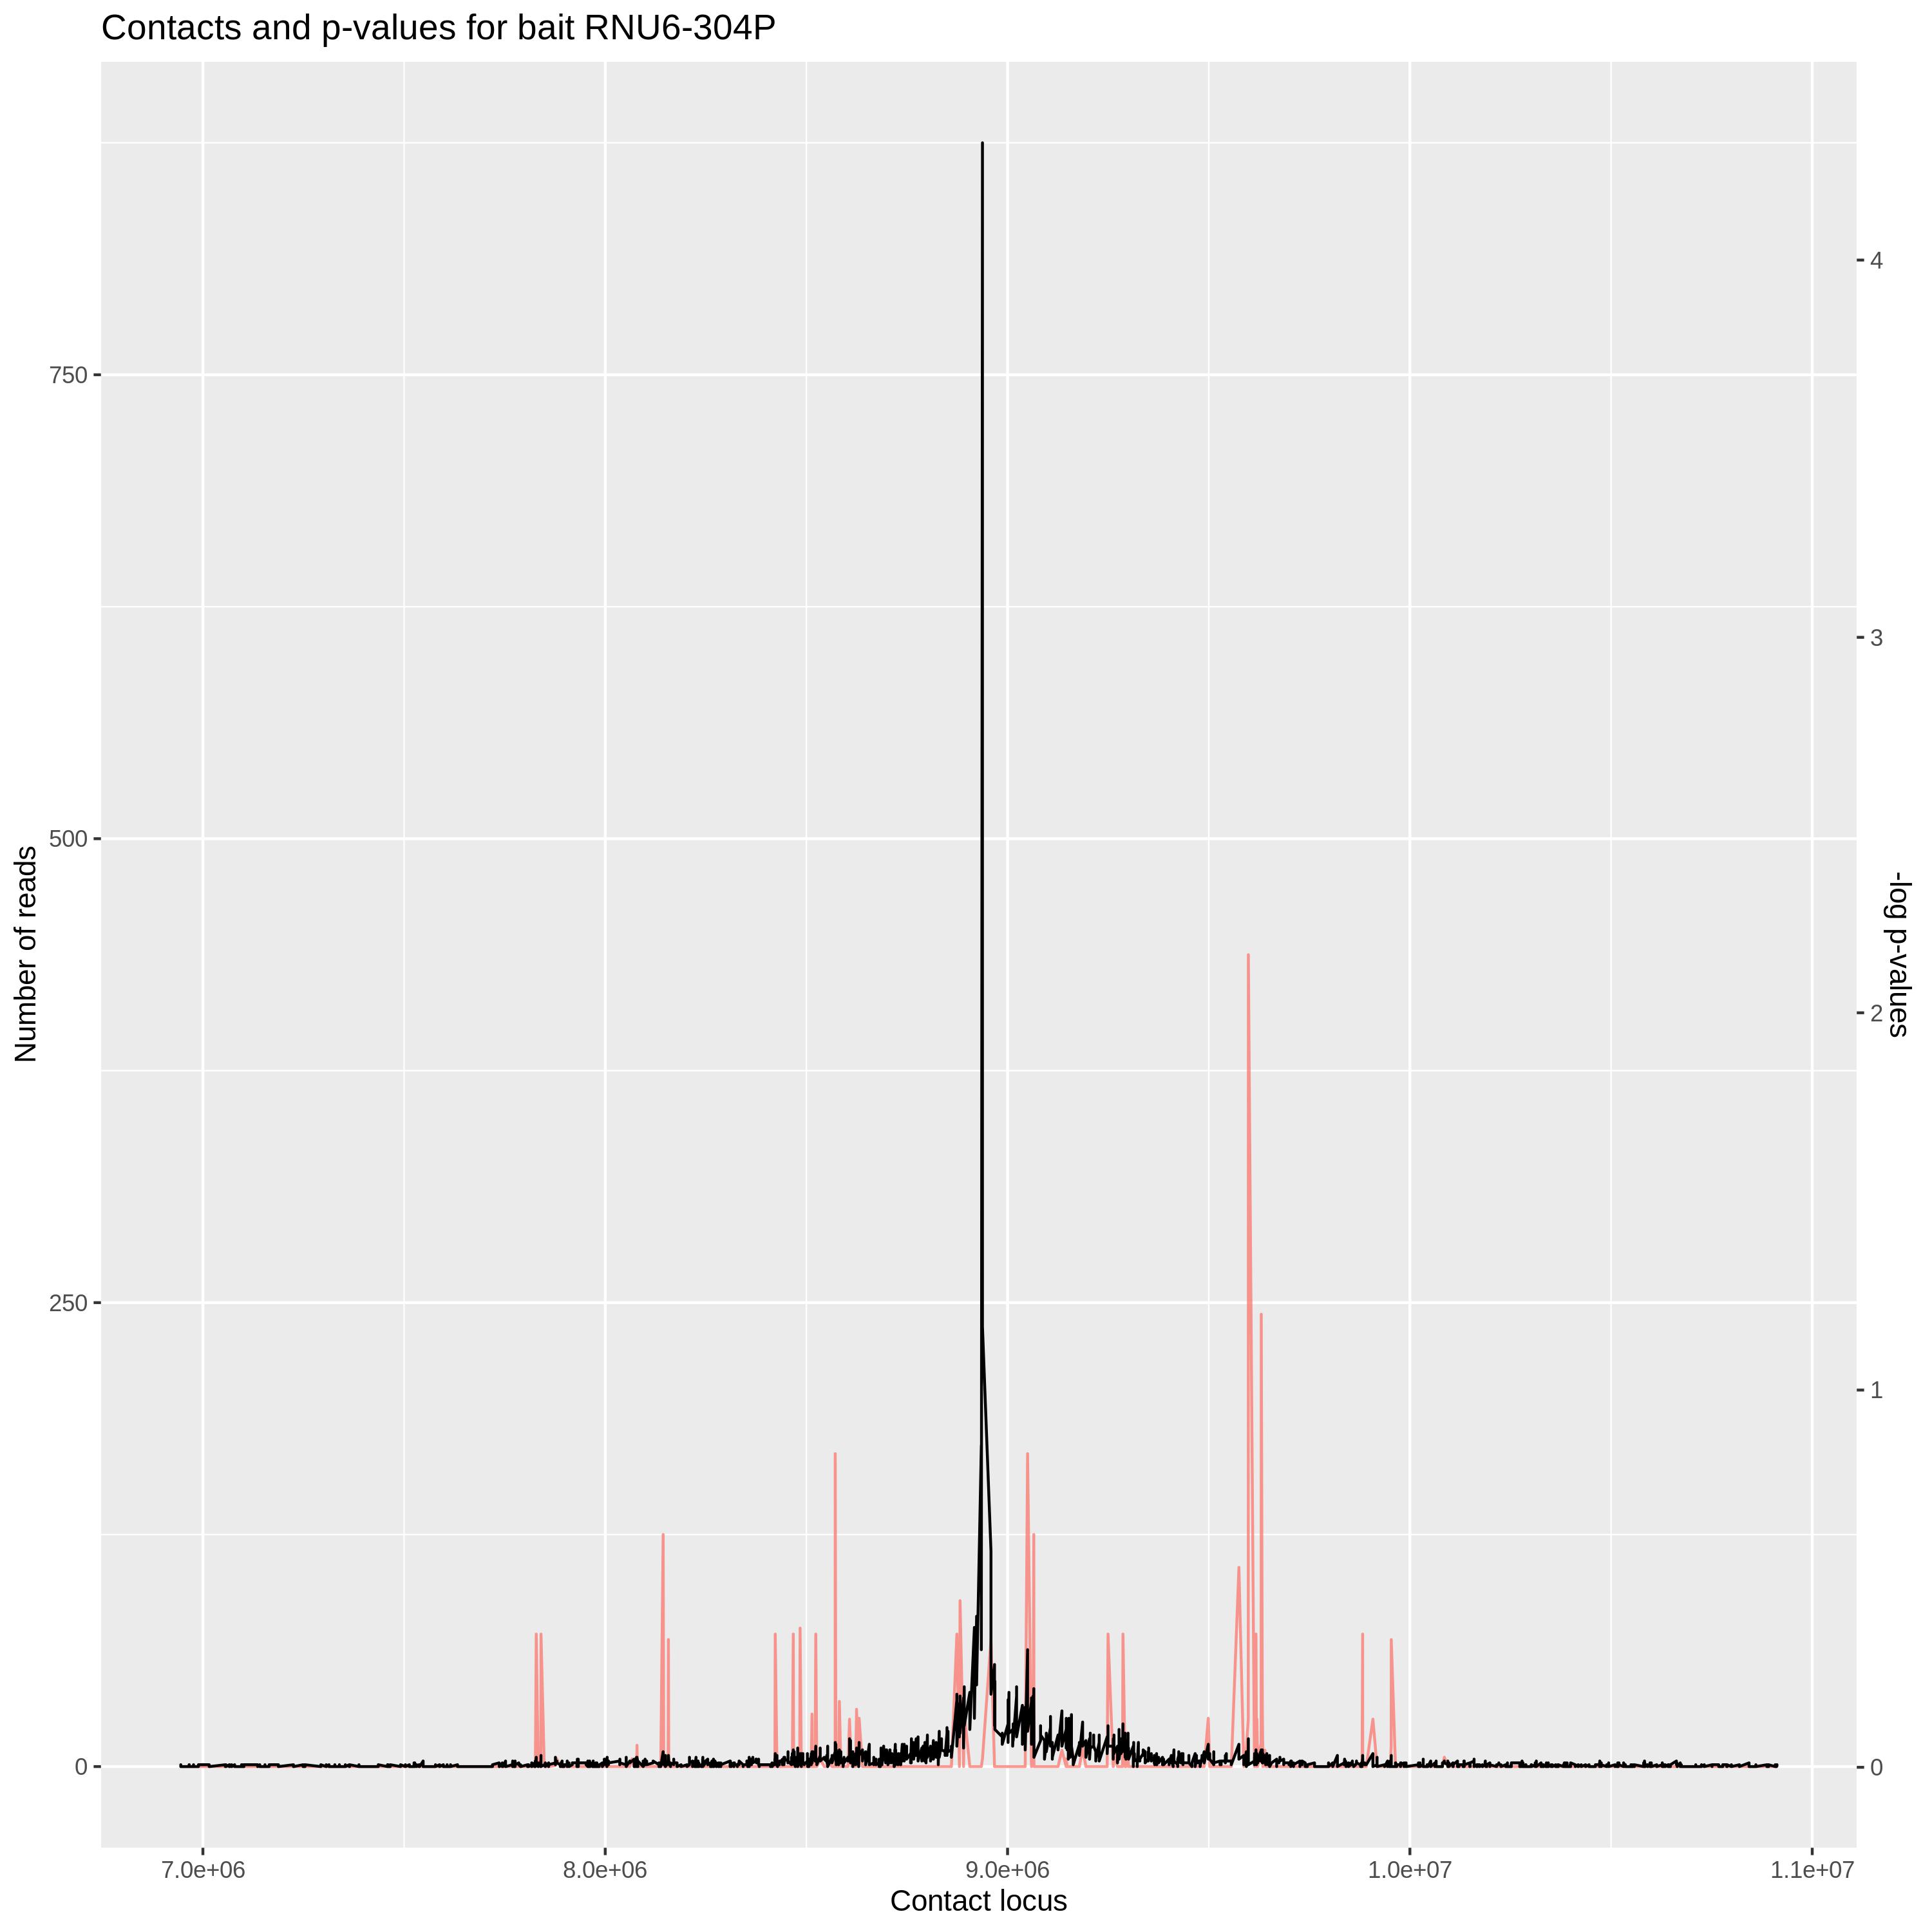 Contacts and p-values for bait RNU6-304P
Number of reads
750
500
250
0
4
3
2
1
0
-log p-values
7.0e+06
8.0e+06
9.0e+06
1.0e+07
1.1e+07
Contact locus